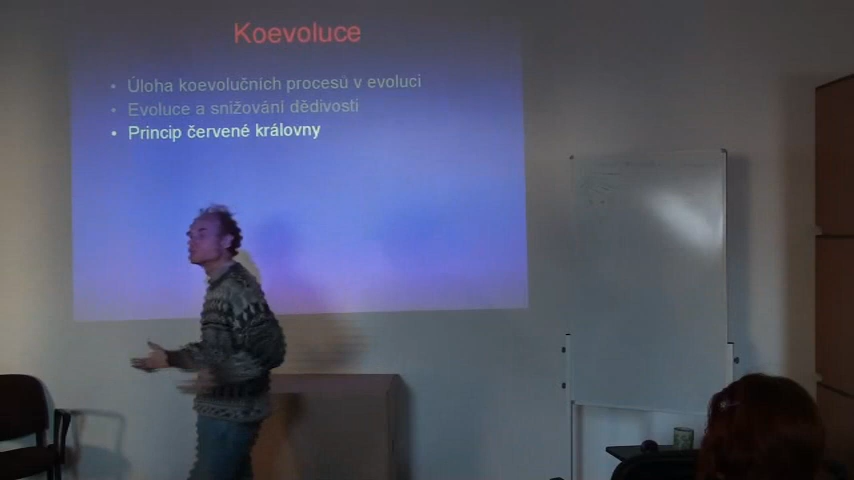 Koevoluce
• Úloha koevolučních procesů v evoluci
• Evoluce a snižování dědivosti
• Princip červené královny